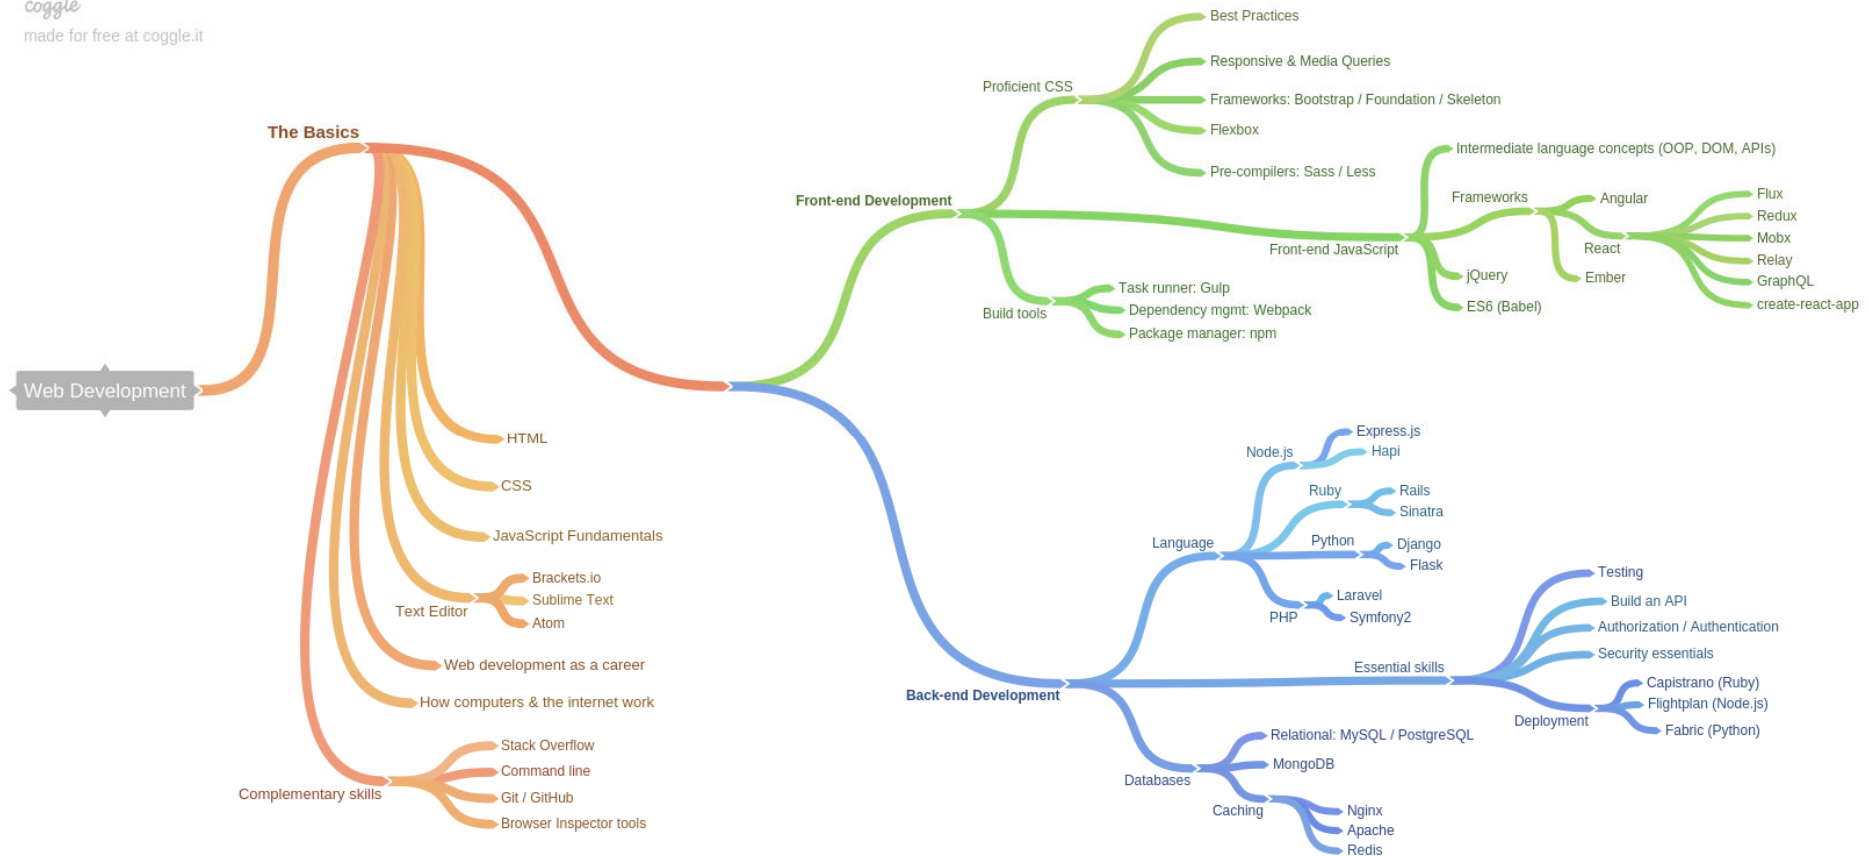 coggle
made for free at coggle.it
Web Development
The Basics
HTML
CSS
JavaScript Fundamentals
Text Editor
Brackets.io
Sublime Text
Atom
Web development as a career
How computers & the internet work
Complementary skills
Stack Overflow
Command line
Git / GitHub
Browser Inspector tools
Front-end Development
Proficient CSS
Best Practices
Responsive & Media Queries
Frameworks: Bootstrap / Foundation / Skeleton
Flexbox
Pre-compilers: Sass / Less
Front-end JavaScript
Intermediate language concepts (OOP, DOM, APIs)
Frameworks
Angular
React
Flux
Redux
Mobx
Relay
GraphQL
create-react-app
Ember
jQuery
ES6 (Babel)
Build tools
Task runner: Gulp
Dependency mgmt: Webpack
Package manager: npm
Back-end Development
Language
Node.js
Express.js
Hapi
Ruby
Rails
Sinatra
Python
Django
Flask
PHP
Laravel
Symfony2
Essential skills
Testing
Build an API
Authorization / Authentication
Security essentials
Deployment
Capistrano (Ruby)
Flightplan (Node.js)
Fabric (Python)
Databases
Relational: MySQL / PostgreSQL
MongoDB
Caching
Nginx
Apache
Redis